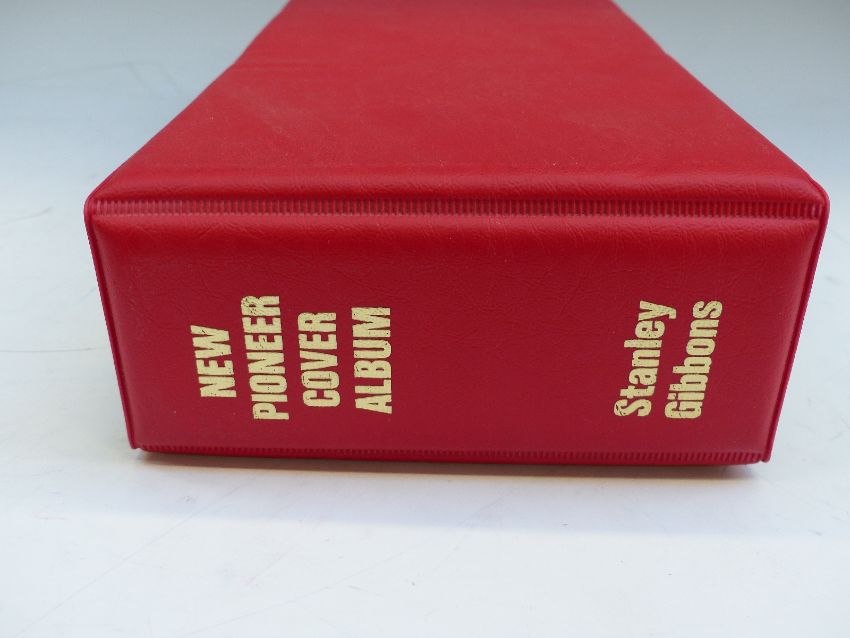 NEW
PIONEER
COVER
ALBUM
Stanley
Gibbons